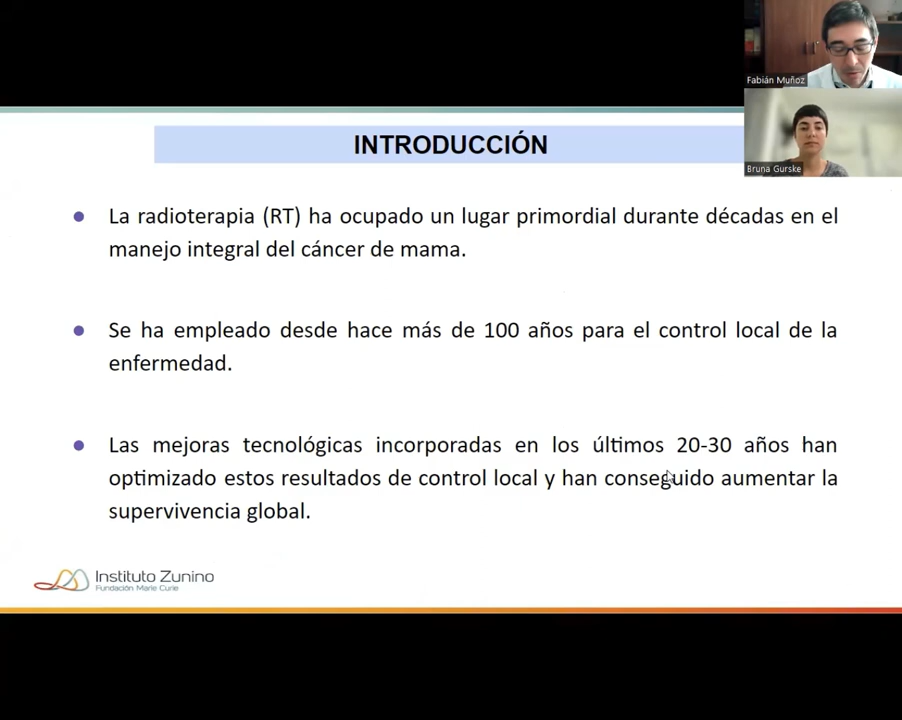 Fabián Muñoz
Bruna Gurske
INTRODUCCIÓN
● La radioterapia (RT) ha ocupado un lugar primordial durante décadas en el
manejo integral del cáncer de mama.
● Se ha empleado desde hace más de 100 años para el control local de la
enfermedad.
● Las mejoras tecnológicas incorporadas en los últimos 20-30 años han
optimizado estos resultados de control local y han conseguido aumentar la
supervivencia global.
Instituto Zunino
Fundación Marie Curie